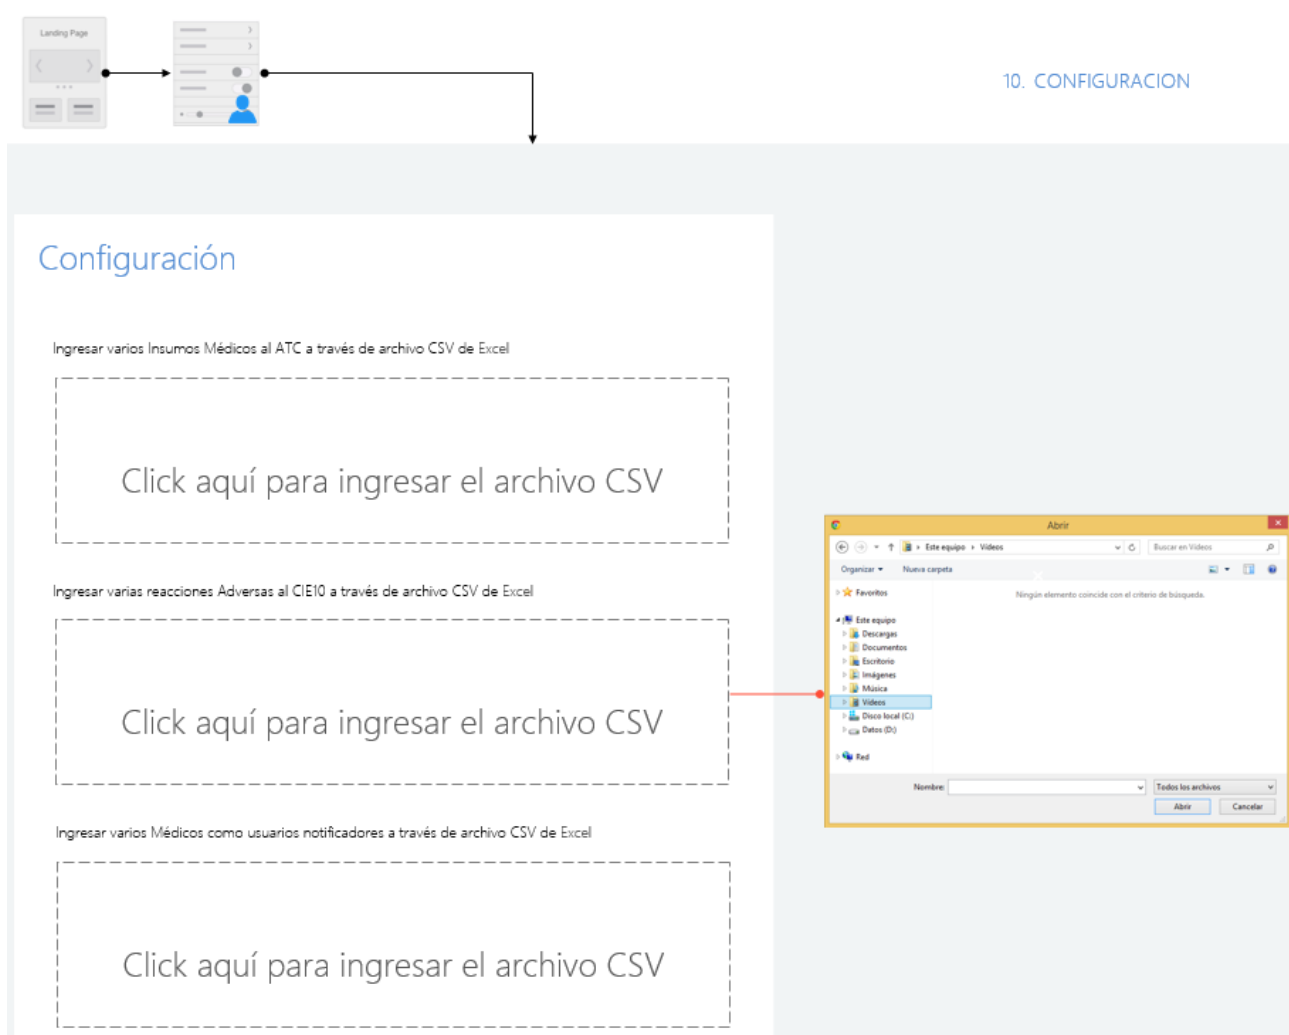 Landing Page
10. CONFIGURACION
Configuración
Ingresar varios Insumos Médicos al ATC a través de archivo CSV de Excel
Click aquí para ingresar el archivo CSV
Ingresar varias reacciones Adversas al CIE10 a través de archivo CSV de Excel
Click aquí para ingresar el archivo CSV
Ingresar varios Médicos como usuarios notificadores a través de archivo CSV de Excel
Click aquí para ingresar el archivo CSV
Abrir
Este equipo Vídeos
Buscar en Vídeos
Organizar Nueva carpeta
Favoritos
Ningún elemento coincide con el criterio de búsqueda.
Este equipo
Descargas
Documentos
Escritorio
Imágenes
Música
Vídeos
Disco local (C:)
Datos (D:)
Red
Nombre:
Todos los archivos
Abrir Cancelar